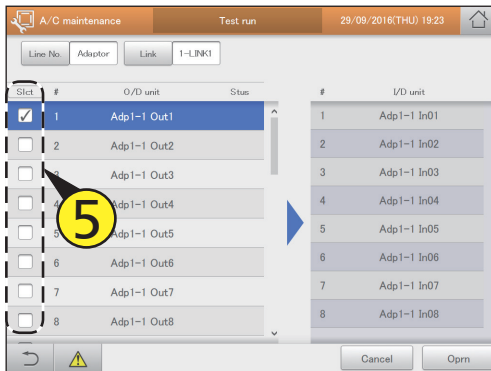 A/C maintenance Test run 29/09/2016(THU) 19:23
Line No. Adaptor Link 1-LINK1
Slct # O/D unit Stus # I/D unit
1 Adp1-1 Out1 1 Adp1-1 In01
2 Adp1-1 Out2 2 Adp1-1 In02
3 Adp1-1 Out3 3 Adp1-1 In03
4 Adp1-1 Out4 4 Adp1-1 In04
5 Adp1-1 Out5 5 Adp1-1 In05
6 Adp1-1 Out6 6 Adp1-1 In06
7 Adp1-1 Out7 7 Adp1-1 In07
8 Adp1-1 Out8 8 Adp1-1 In08
5
Cancel Oprn